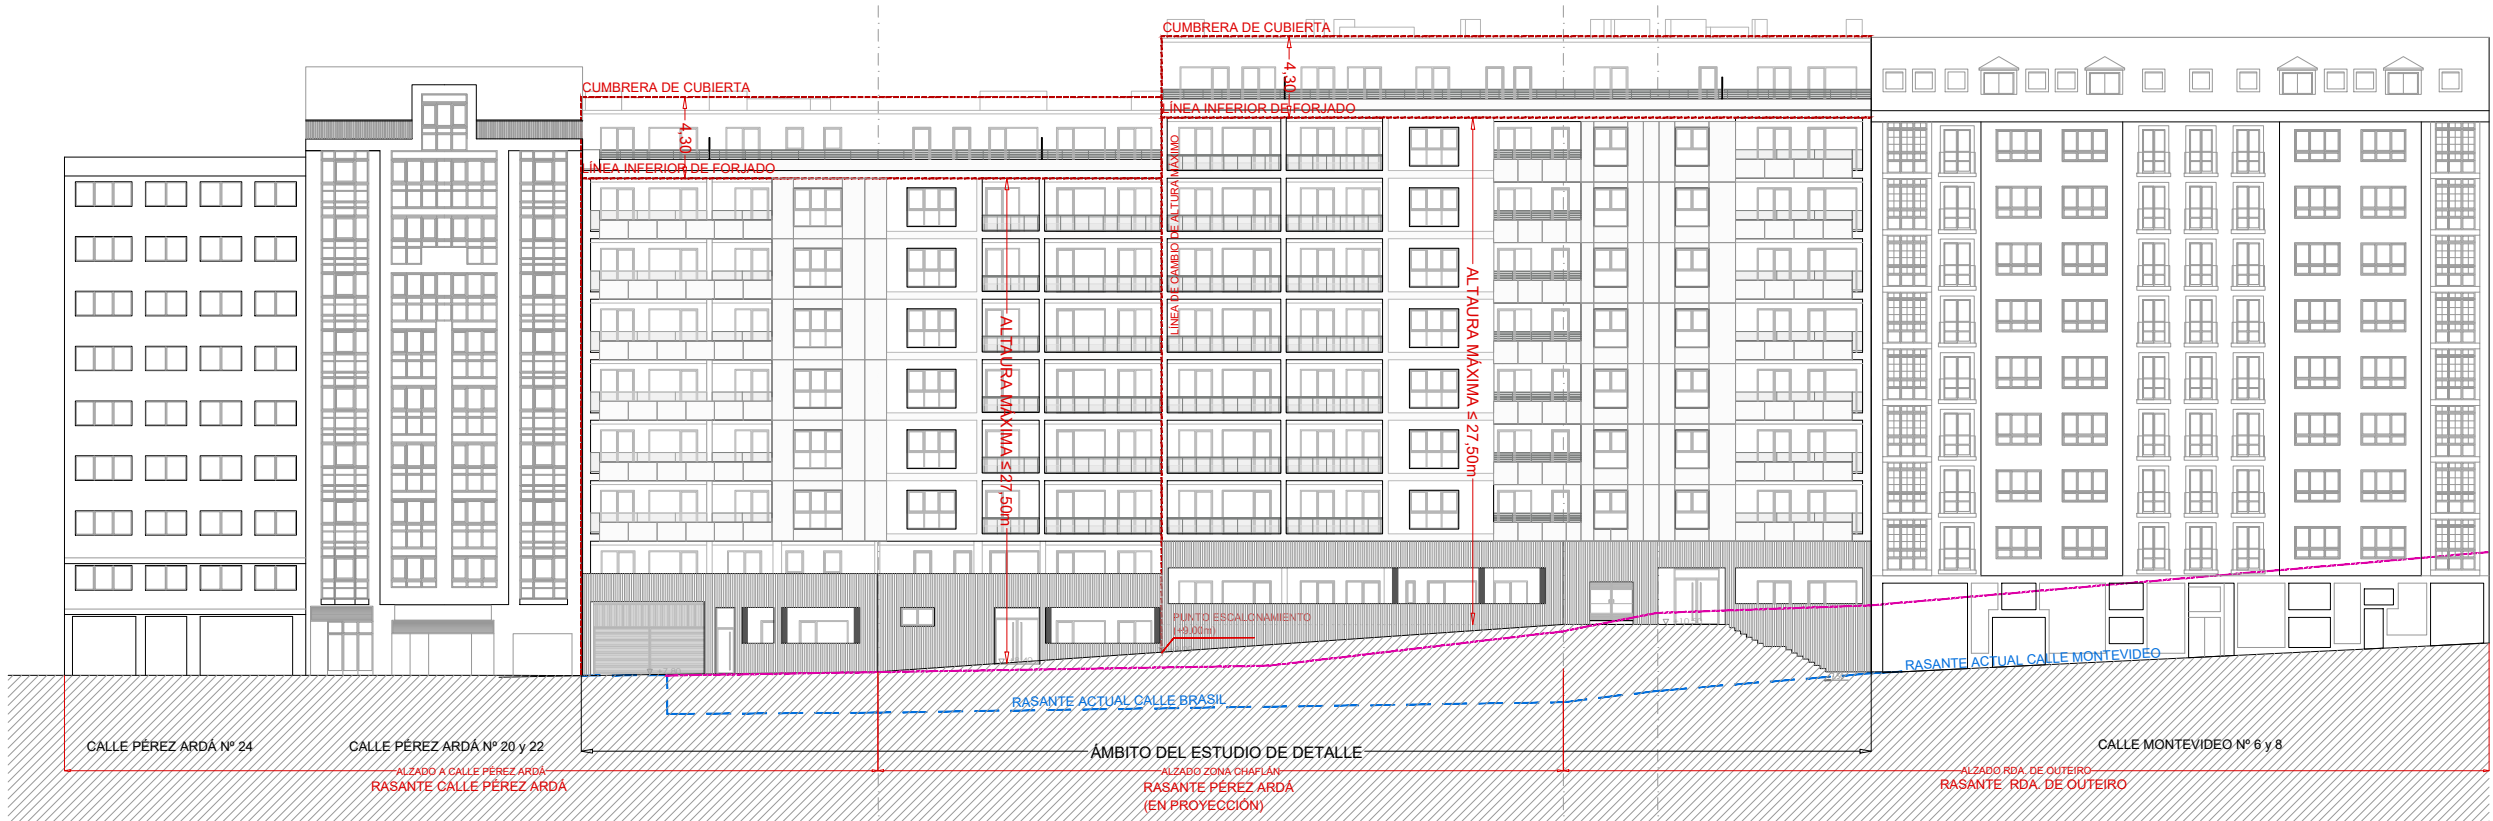 CUMBRERA DE CUBIERTA
4,30
CUMBRERA DE CUBIERTA
4,30
LÍNEA INFERIOR DE FORJADO
LÍNEA INFERIOR DE FORJADO
LÍNEA DE CAMBIO DE ALTURA MÁXIMO
ALTAURA MÁXIMA ≤ 27,50m
ALTAURA MÁXIMA ≤ 27,50m
PUNTO ESCALONAMIENTO
(+9.00m)
RASANTE ACTUAL CALLE MONTEVIDEO
RASANTE ACTUAL CALLE BRASIL
CALLE PÉREZ ARDÁ Nº 24
CALLE PÉREZ ARDÁ Nº 20 y 22
ÁMBITO DEL ESTUDIO DE DETALLE
CALLE MONTEVIDEO Nº 6 y 8
ALZADO A CALLE PÉREZ ARDÁ
RASANTE CALLE PÉREZ ARDÁ
ALZADO ZONA CHAFLÁN
RASANTE PÉREZ ARDÁ
(EN PROYECCIÓN)
ALZADO RDA. DE OUTEIRO
RASANTE RDA. DE OUTEIRO